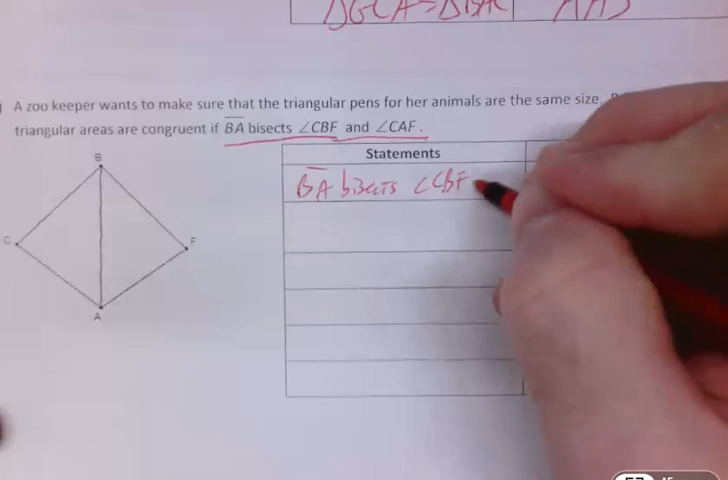 A zoo keeper wants to make sure that the triangular pens for her animals are the same size.
triangular areas are congruent if BA bisects ∠CBF and ∠CAF.
Statements
BA bisects ∠CBF
B
C
F
A